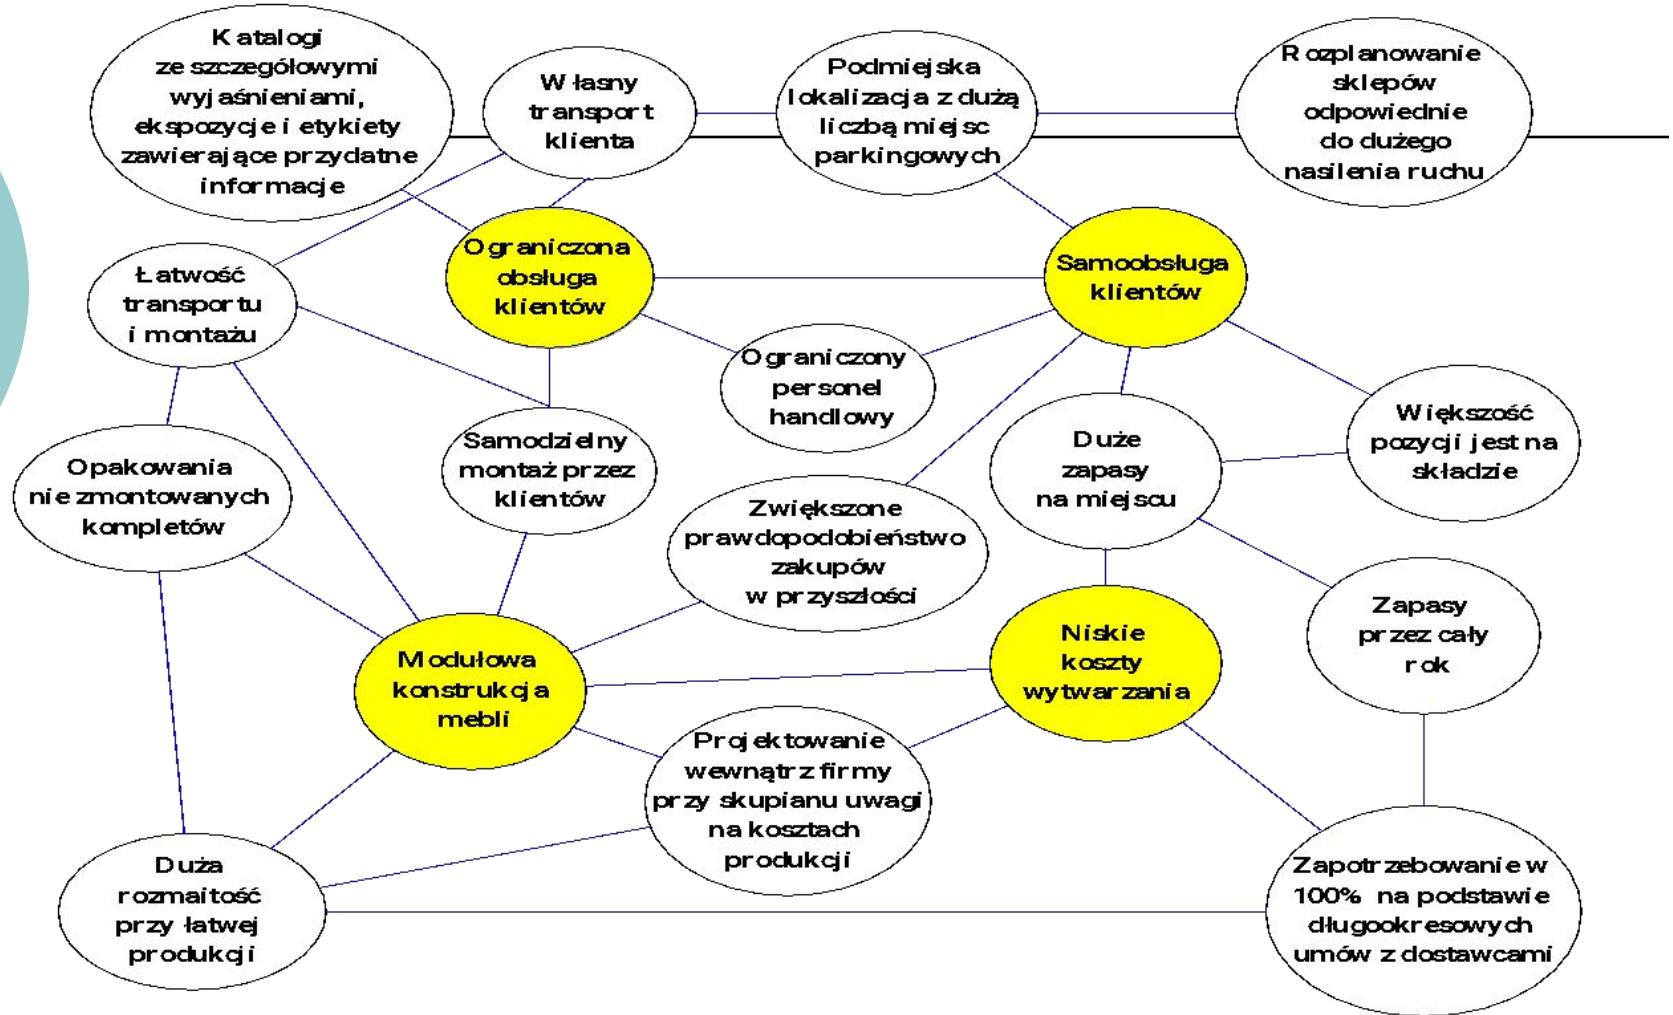 Katalogi
ze szczegółowymi
wyjaśnieniami,
ekspozycje i etykiety
zawierające przydatne
informacje
Własny
transport
klienta
Podmiejska
lokalizacja z dużą
liczbą miejsc
parkingowych
Rozplanowanie
sklepów
odpowiednie
do dużego
nasilenia ruchu
Ograniczona
obsługa
klientów
Samoobsługa
klientów
Łatwość
transportu
i montażu
Ograniczony
personel
handlowy
Większość
pozycji jest na
składzie
Duże
zapasy
na miejscu
Samodzielny
montaż przez
klientów
Opakowania
nie zmontowanych
kompletów
Zwiększone
prawdopodobieństwo
zakupów
w przyszłości
Zapasy
przez cały
rok
Niskie
koszty
wytwarzania
Modułowa
konstrukcja
mebli
Projektowanie
wewnątrz firmy
przy skupianu uwagi
na kosztach
produkcji
Duża
rozmaitość
przy łatwej
produkcji
Zapotrzebowanie w
100% na podstawie
długookresowych
umów z dostawcami